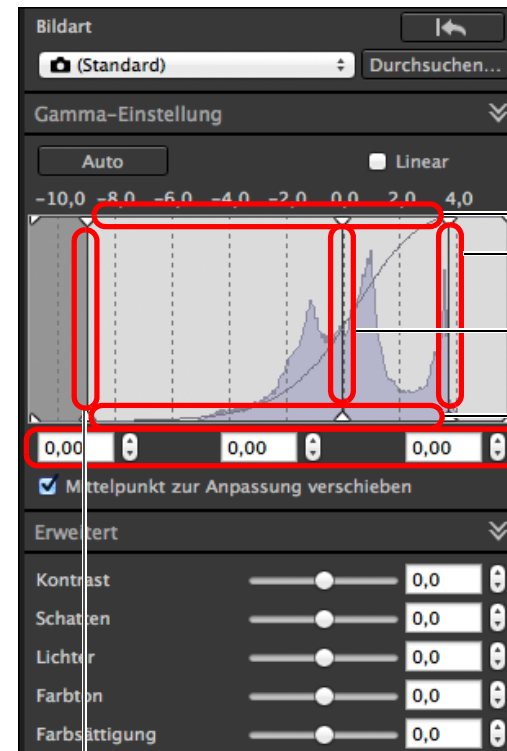 Bildart
(Standard) Durchsuchen...
Gamma-Einstellung
Auto Linear
-10,0 -8,0 -6,0 -4,0 -2,0 0,0 2,0 4,0
0,00 0,00 0,00
Mittelpunkt zur Anpassung verschieben
Erweitert
Kontrast 0,0
Schatten 0,0
Lichter 0,0
Farbton 0,0
Farbsättigung 0,0